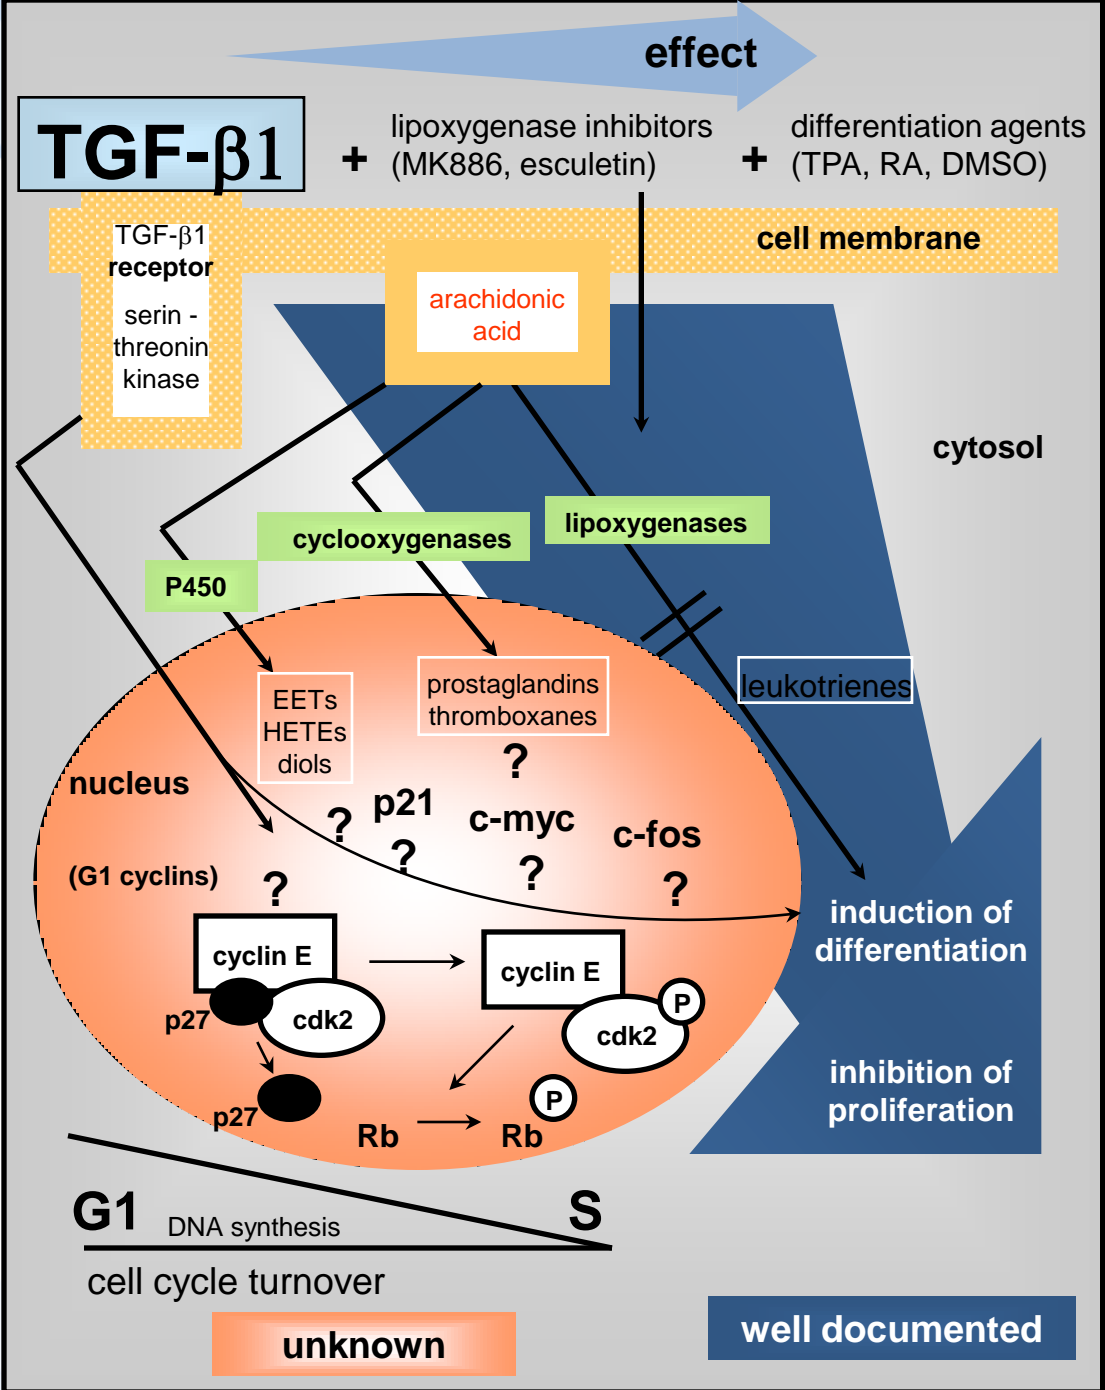 effect
TGF-β1
+
lipoxygenase inhibitors
(MK886, esculetin)
+
differentiation agents
(TPA, RA, DMSO)
TGF-β1
receptor
serin -
threonin
kinase
cell membrane
arachidonic
acid
cytosol
lipoxygenases
cyclooxygenases
P450
EETs
HETEs
diols
prostaglandins
thromboxanes
leukotrienes
?
nucleus
?
p21
?
c-myc
?
c-fos
?
(G1 cyclins)
?
induction of
differentiation
cyclin E
p27
cdk2
cyclin E
P
cdk2
inhibition of
proliferation
p27
Rb
Rb
P
G1
DNA synthesis
S
cell cycle turnover
unknown
well documented